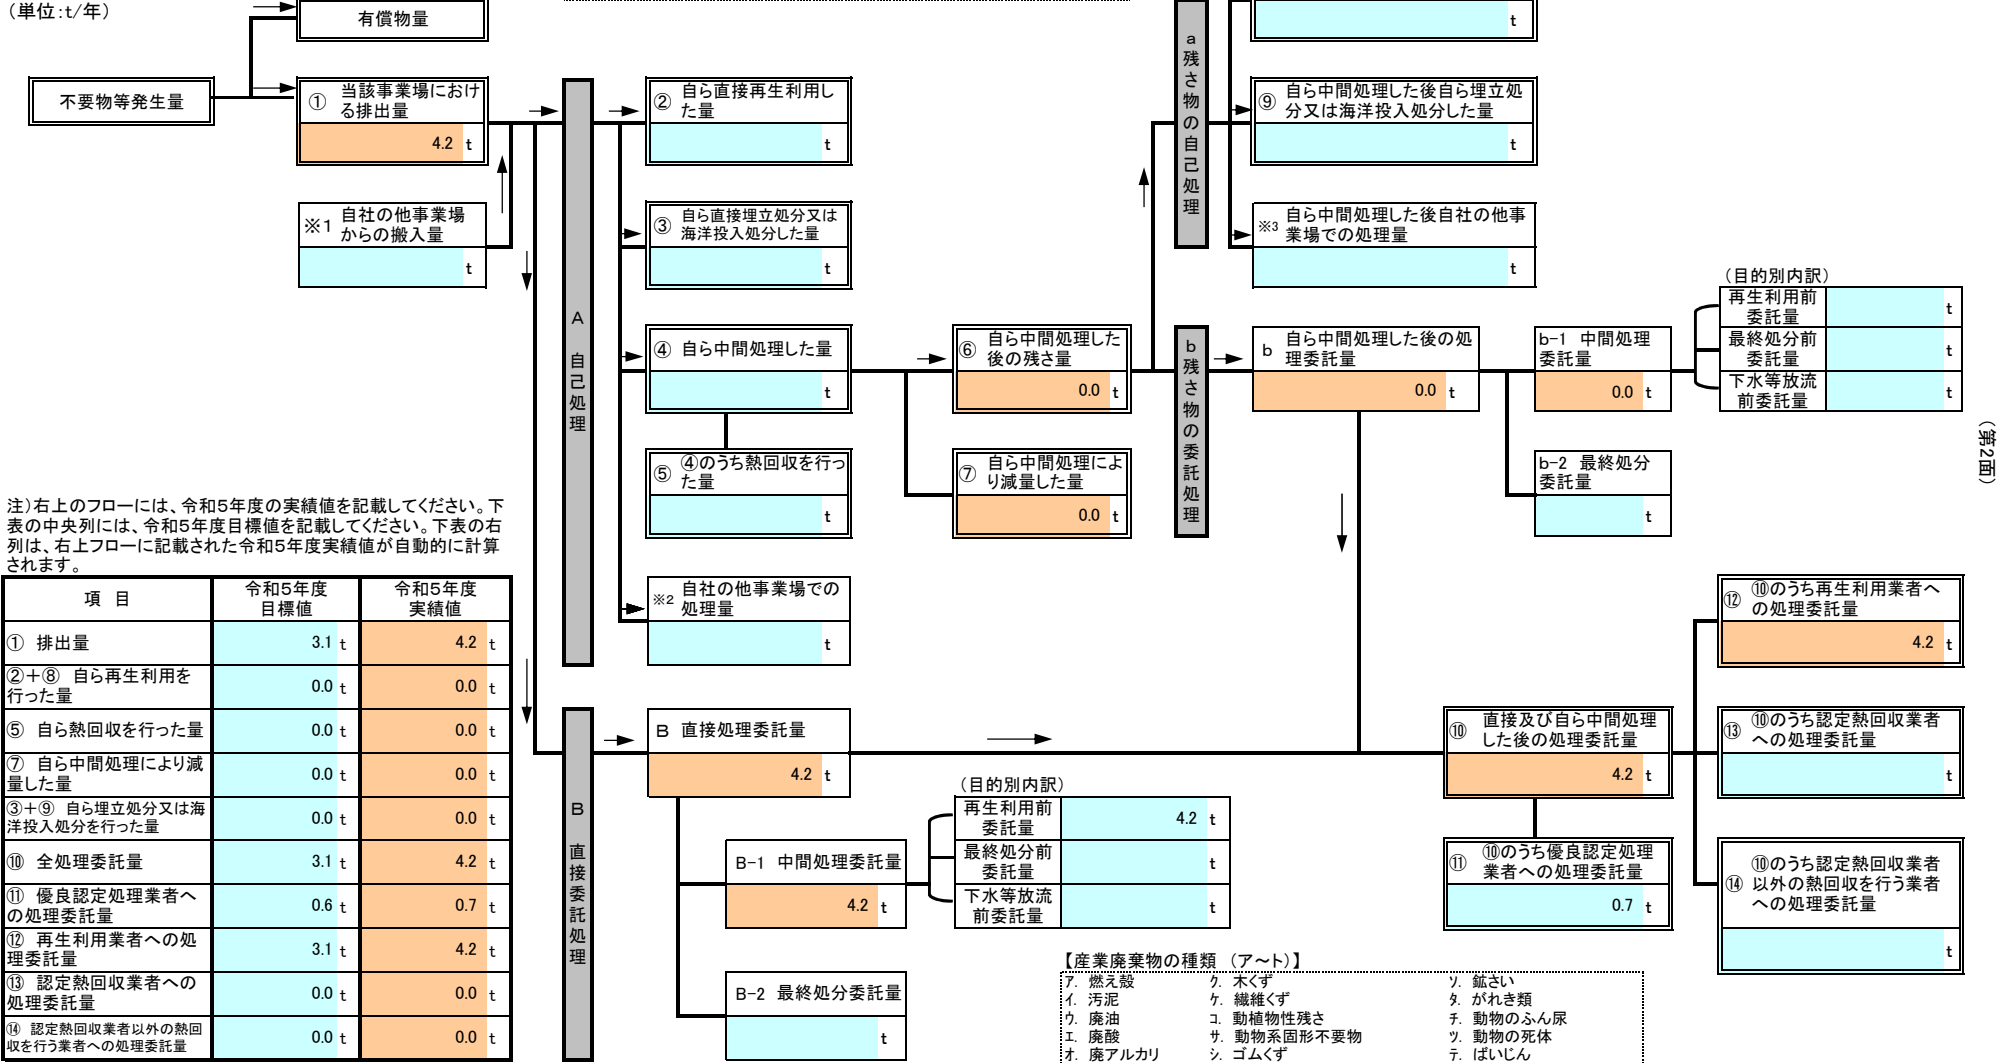 （単位:t/年）
有償物量
t
不要物等発生量
①
当該事業場におけ
る排出量
4.2 t
※1
自社の他事業場
からの搬入量
t
A 自己処理
②
自ら直接再生利用し
た量
t
③
自ら直接埋立処分又は
海洋投入処分した量
t
④ 自ら中間処理した量
t
⑤
④のうち熱回収を行っ
た量
t
※2
自社の他事業場での
処理量
t
⑥
自ら中間処理した
後の残さ量
0.0 t
⑦
自ら中間処理によ
り減量した量
0.0 t
a 残さ物の自己処理
⑨
自ら中間処理した後自ら埋立処
分又は海洋投入処分した量
t
※3
自ら中間処理した後自社の他事
業場での処理量
t
b 残さ物の委託処理
b
自ら中間処理した後の処
理委託量
0.0 t
b-1 中間処理
委託量
0.0 t
b-2 最終処分
委託量
t
（目的別内訳）
再生利用前
委託量
t
最終処分前
委託量
t
下水等放流
前委託量
t
（第2面）
注）右上のフローには、令和5年度の実績値を記載してください。下
表の中央列には、令和5年度目標値を記載してください。下表の右
列は、右上フローに記載された令和5年度実績値が自動的に計算
されます。
項 目
令和5年度
目標値
令和5年度
実績値
① 排出量 3.1 t 4.2 t
②＋⑧ 自ら再生利用を
行った量
0.0 t 0.0 t
⑤ 自ら熱回収を行った量 0.0 t 0.0 t
⑦ 自ら中間処理により減
量した量
0.0 t 0.0 t
③＋⑨ 自ら埋立処分又は海
洋投入処分を行った量
0.0 t 0.0 t
⑩ 全処理委託量 3.1 t 4.2 t
⑪ 優良認定処理業者へ
の処理委託量
0.6 t 0.7 t
⑫ 再生利用業者への処
理委託量
3.1 t 4.2 t
⑬ 認定熱回収業者への
処理委託量
0.0 t 0.0 t
⑭ 認定熱回収業者以外の熱回
収を行う業者への処理委託量
0.0 t 0.0 t
B 直接委託処理
B 直接処理委託量
4.2 t
B-1 中間処理委託量
4.2 t
B-2 最終処分委託量
t
（目的別内訳）
再生利用前
委託量
4.2 t
最終処分前
委託量
t
下水等放流
前委託量
t
⑩
直接及び自ら中間処理
した後の処理委託量
4.2 t
⑪
⑩のうち優良認定処理
業者への処理委託量
0.7 t
⑫
⑩のうち再生利用業者へ
の処理委託量
4.2 t
⑬
⑩のうち認定熱回収業者
への処理委託量
t
⑭
⑩のうち認定熱回収業者
以外の熱回収を行う業者
への処理委託量
t
【産業廃棄物の種類 （ア～ト）】
ア. 燃え殻 ク. 木くず ソ. 鉱さい
イ. 汚泥 ケ. 繊維くず タ. がれき類
ウ. 廃油 コ. 動植物性残さ チ. 動物のふん尿
エ. 廃酸 サ. 動物系固形不要物 ツ. 動物の死体
オ. 廃アルカリ シ. ゴムくず テ. ばいじん